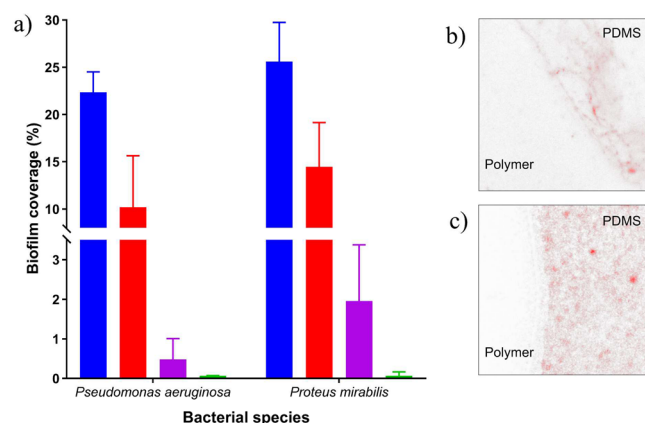 a)
30
25
20
15
10
3
2
1
0
Biofilm coverage (%)
Pseudomonas aeruginosa
Proteus mirabilis
Bacterial species
b)
PDMS
Polymer
c)
PDMS
Polymer